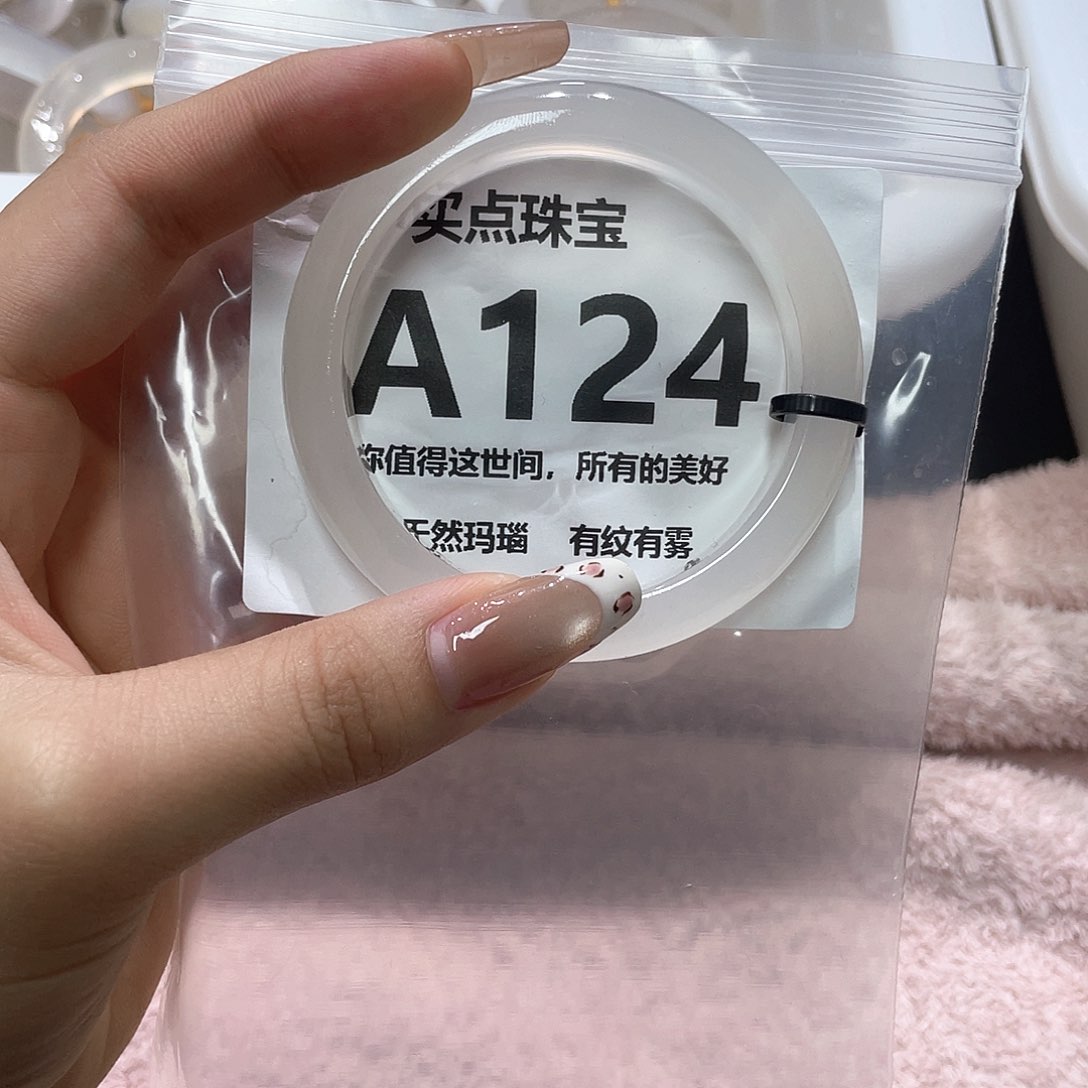 买点珠宝
A124
你值得这世间，所有的美好
天然玛瑙 有纹有雾